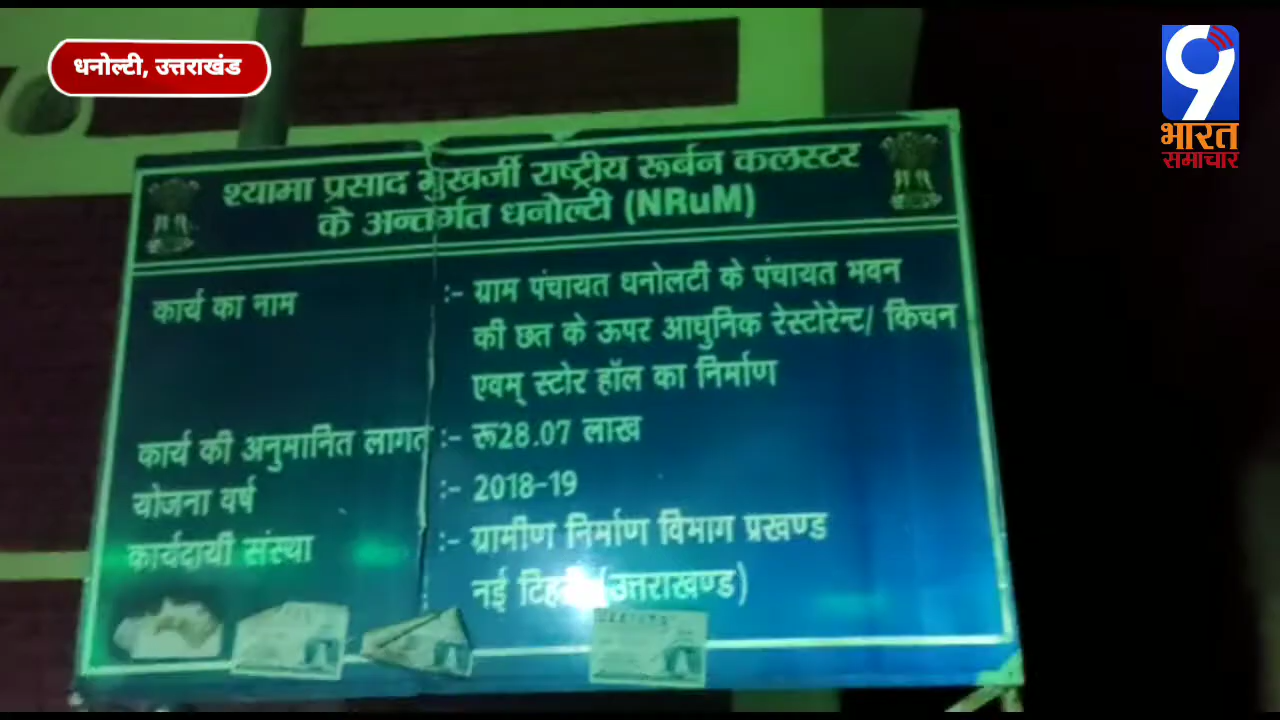 धनोल्टी, उत्तराखंड
9
भारत
समाचार
श्यामा प्रसाद मुखर्जी राष्ट्रीय रूर्बन कलस्टर
के अन्तर्गत धनोल्टी (NRuM)
कार्य का नाम :- ग्राम पंचायत धनोलटी के पंचायत भवन
की छत के ऊपर आधुनिक रेस्टोरेन्ट/ किचन
एवम् स्टोर हॉल का निर्माण
कार्य की अनुमानित लागत :- रू28.07 लाख
योजना वर्ष :- 2018-19
कार्यदायी संस्था :- ग्रामीण निर्माण विभाग प्रखण्ड
नई (उत्तराखण्ड)